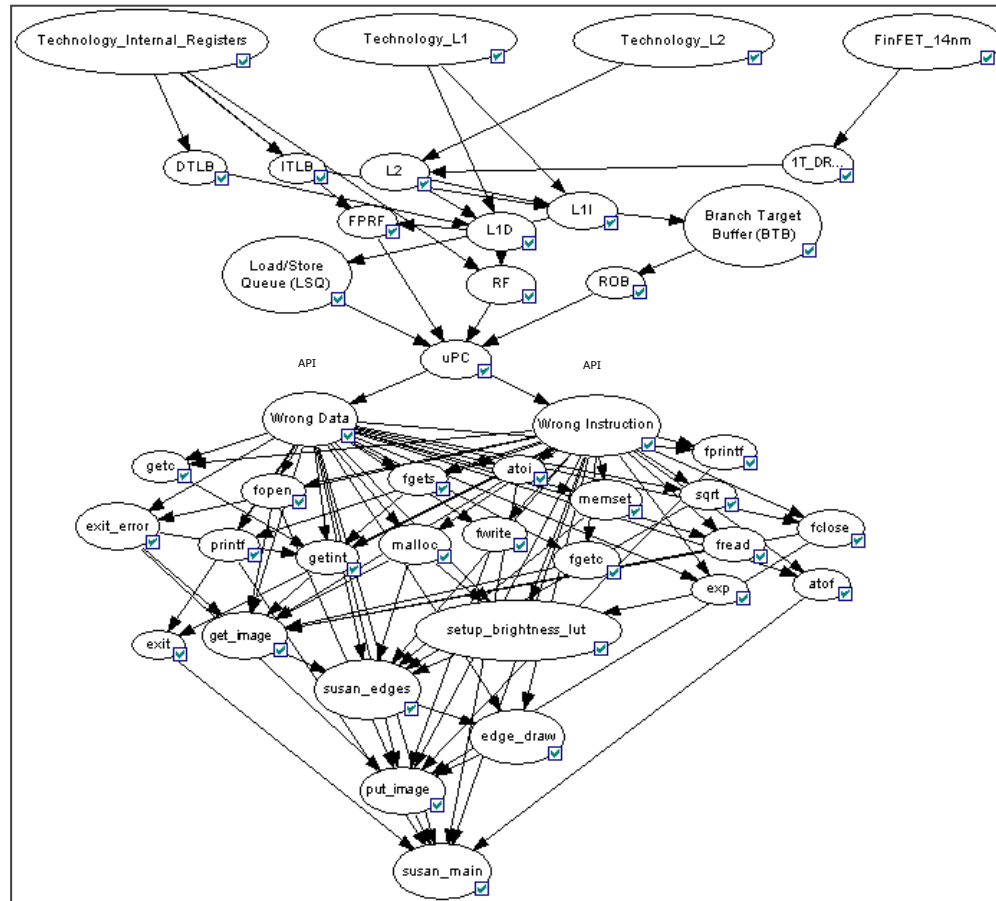 Technology_Internal_Registers
Technology_L1
Technology_L2
FinFET_14nm
DTLB
ITLB
L2
1T_DR...
FPRF
L1D
L1I
Branch Target
Buffer (BTB)
Load/Store
Queue (LSQ)
RF
ROB
uPC
API
API
Wrong Data
Wrong Instruction
getc
fopen
fgets
atoi
memset
sqrt
fprintf
exit_error
printf
getint
malloc
fwrite
fgetc
fread
fclose
exp
atof
exit
get_image
setup_brightness_lut
susan_edges
edge_draw
put_image
susan_main